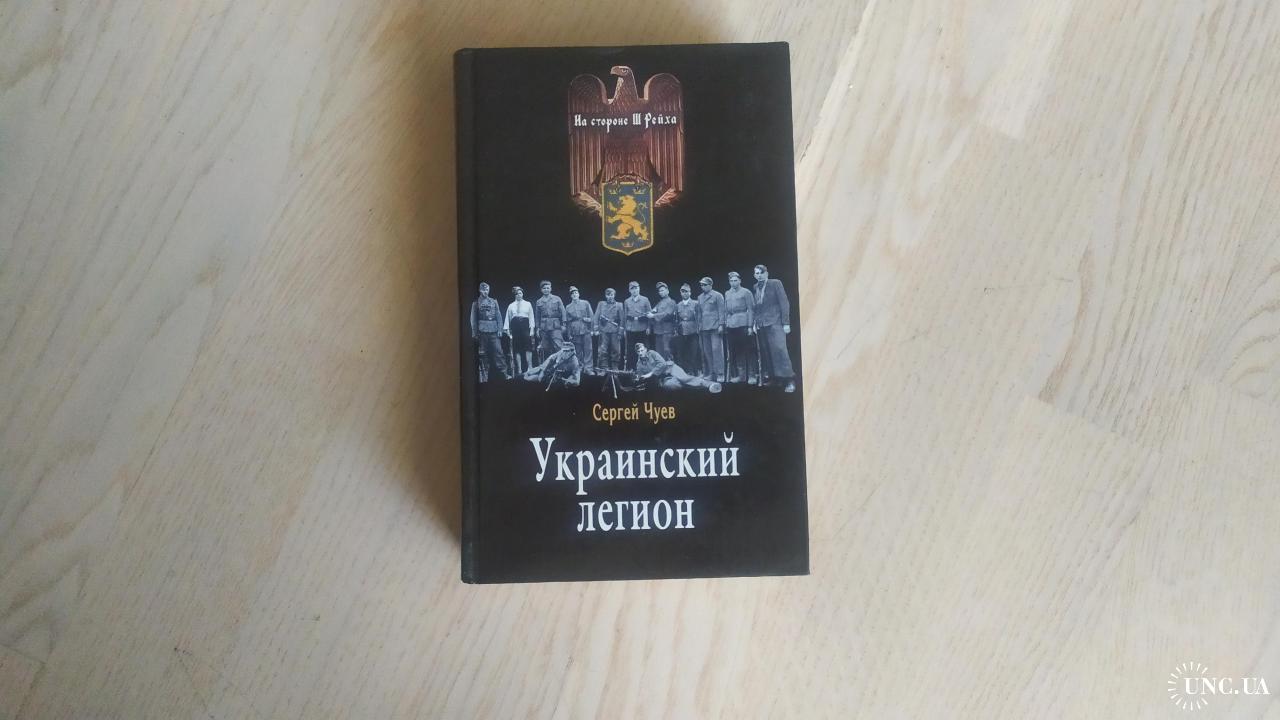 На стороне III Рейха
Сергей Чуев
Украинский
легион
UNC.UA